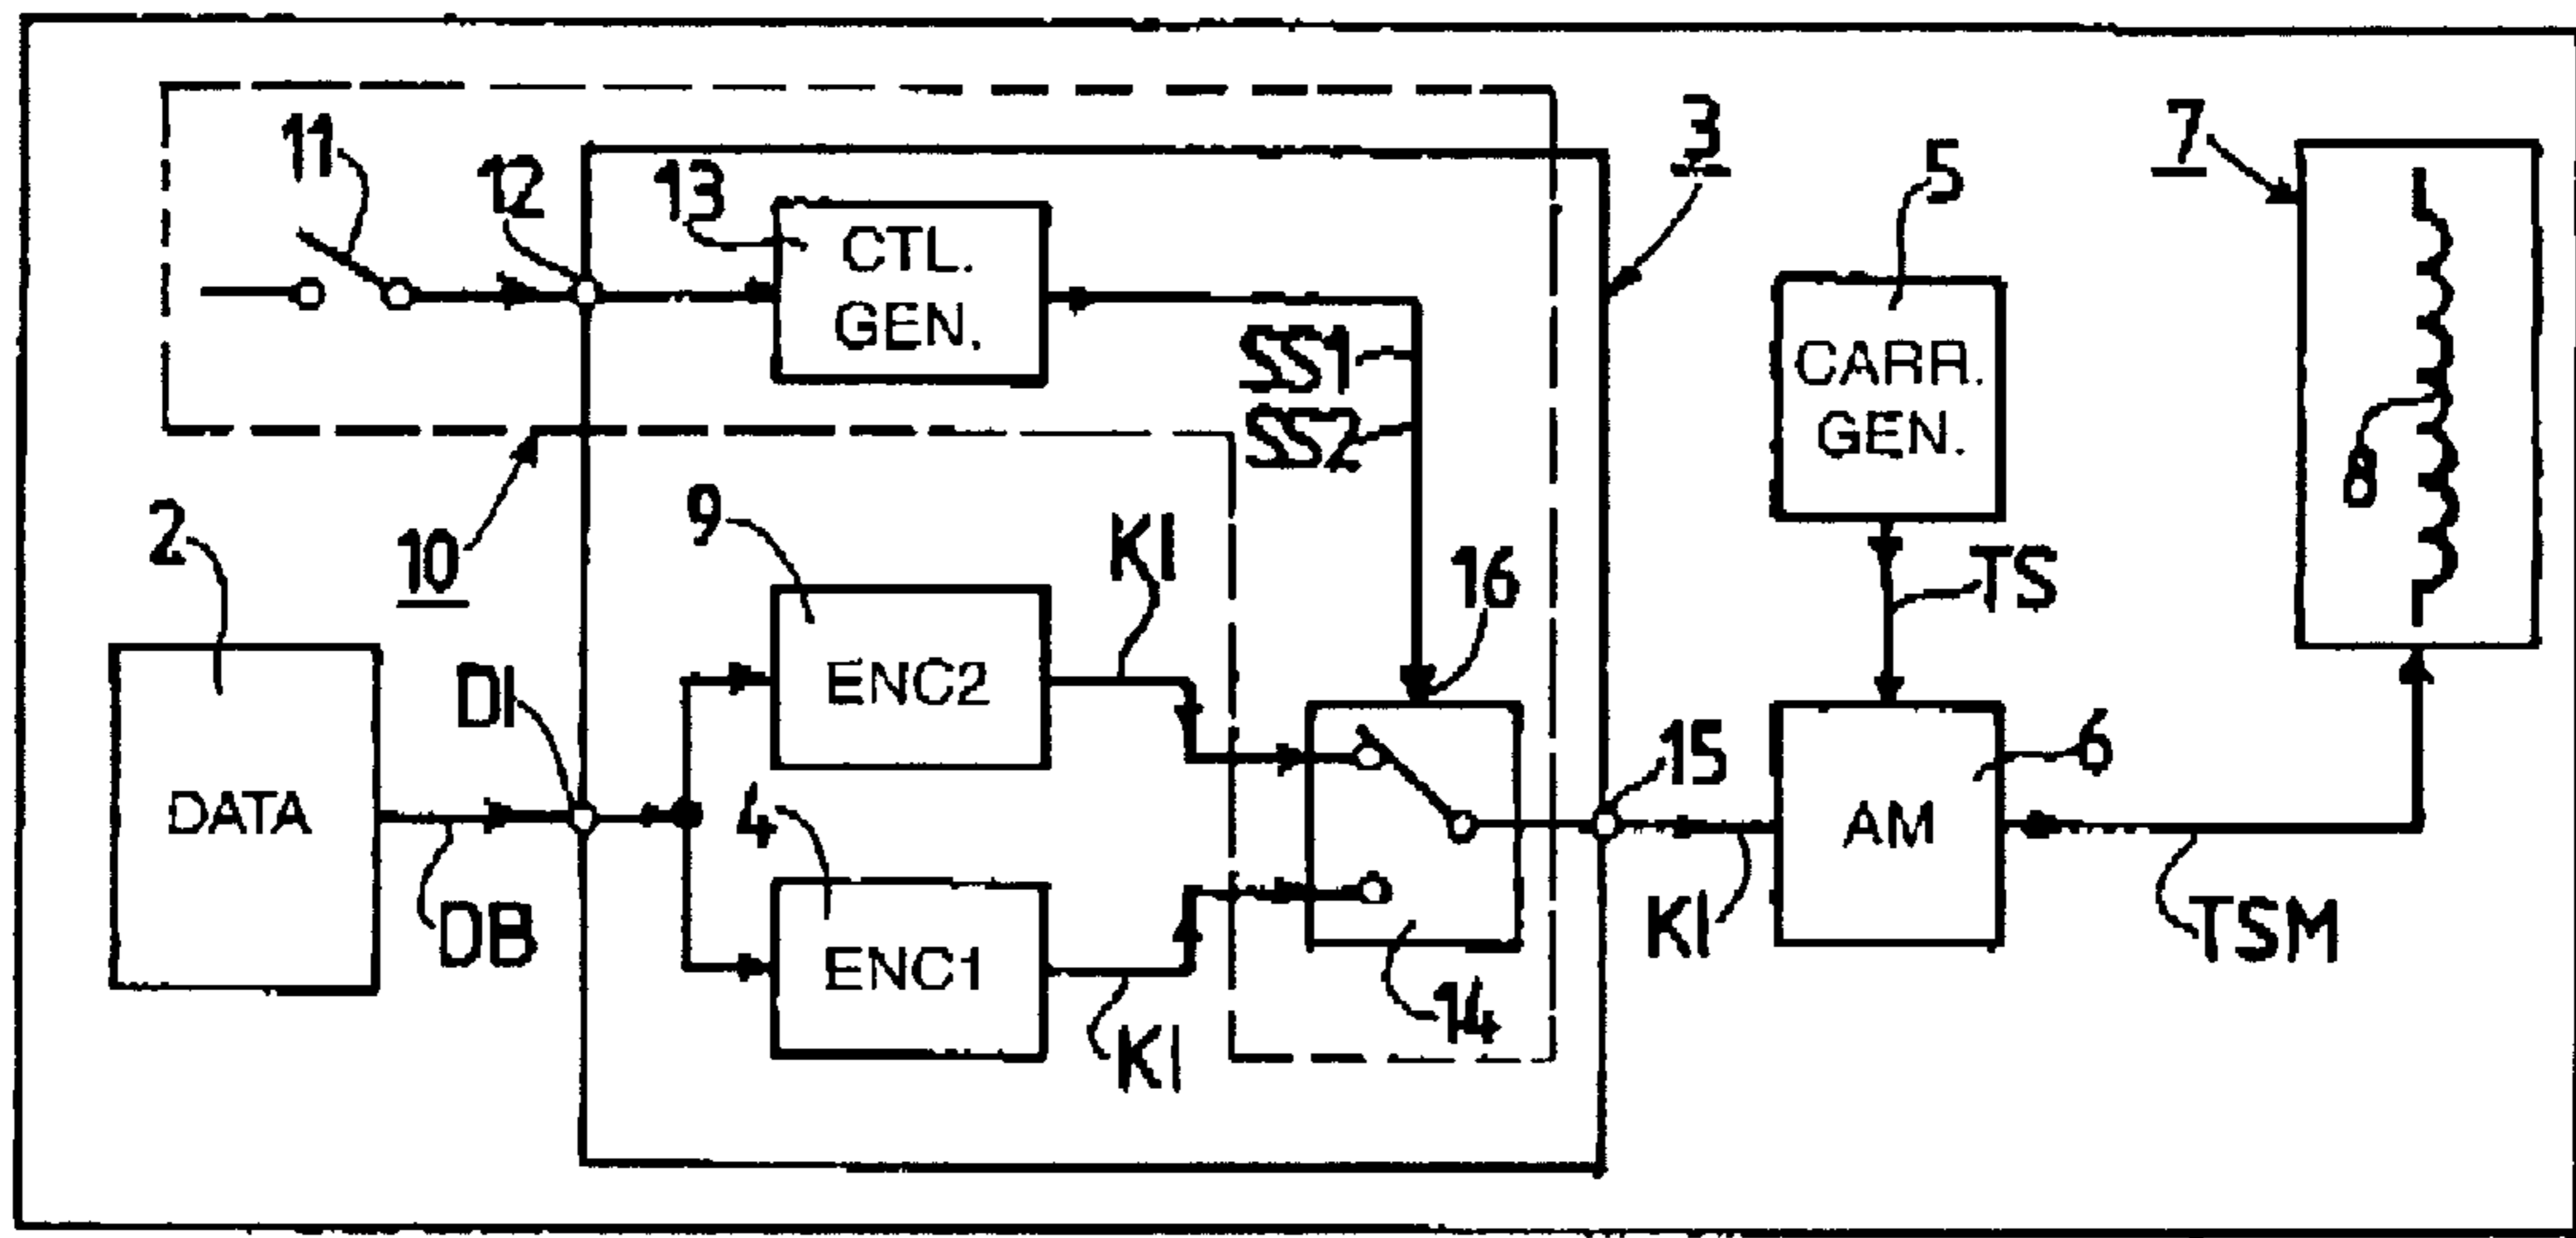 11
12
13
CTL.
GEN.
3
5
7
SS1
SS2
CARR.
GEN.
8
2
10
9
KI
16
TS
DI
ENC2
DATA
DB
4
ENC1
KI
14
15
KI
AM
6
TSM